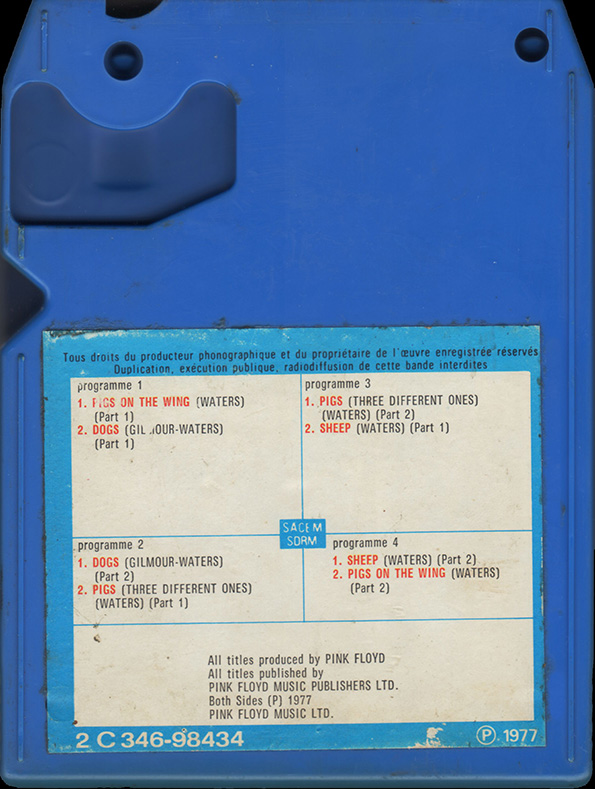 Tous droits du producteur phonographique et du propriétaire de l'œuvre enregistrée réservés
Duplication, exécution publique, radiodiffusion de cette bande interdites
programme 1
1. PIGS ON THE WING (WATERS)
(Part 1)
2. DOGS (GILMOUR-WATERS)
(Part 1)
programme 3
1. PIGS (THREE DIFFERENT ONES)
(WATERS) (Part 2)
2. SHEEP (WATERS) (Part 1)
SACEM
SDRM
programme 2
1. DOGS (GILMOUR-WATERS)
(Part 2)
2. PIGS (THREE DIFFERENT ONES)
(WATERS) (Part 1)
programme 4
1. SHEEP (WATERS) (Part 2)
2. PIGS ON THE WING (WATERS)
(Part 2)
All titles produced by PINK FLOYD
All titles published by
PINK FLOYD MUSIC PUBLISHERS LTD.
Both Sides (P) 1977
PINK FLOYD MUSIC LTD.
2 C 346-98434
Ⓟ 1977